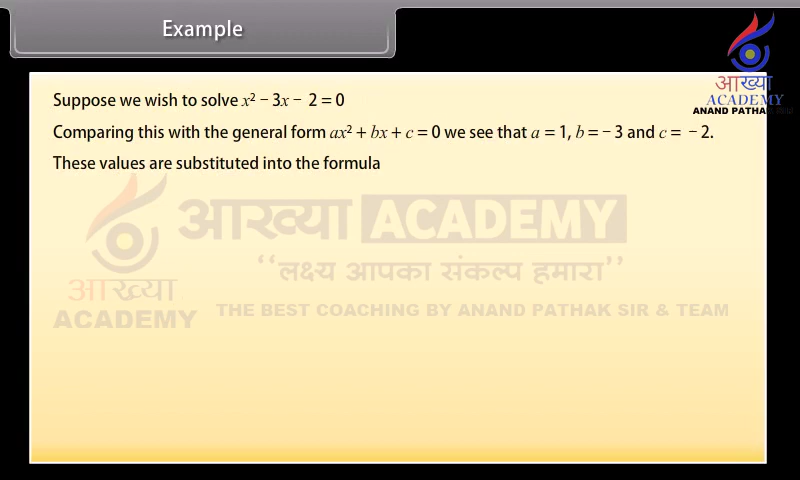 Example
आख्या
ACADEMY
ANAND PATHAK
Suppose we wish to solve x² − 3x − 2 = 0
Comparing this with the general form ax² + bx + c = 0 we see that a = 1, b = − 3 and c = − 2.
These values are substituted into the formula
आख्या ACADEMY
‘‘लक्ष्य आपका संकल्प हमारा’’
आख्या
ACADEMY
THE BEST COACHING BY ANAND PATHAK SIR & TEAM